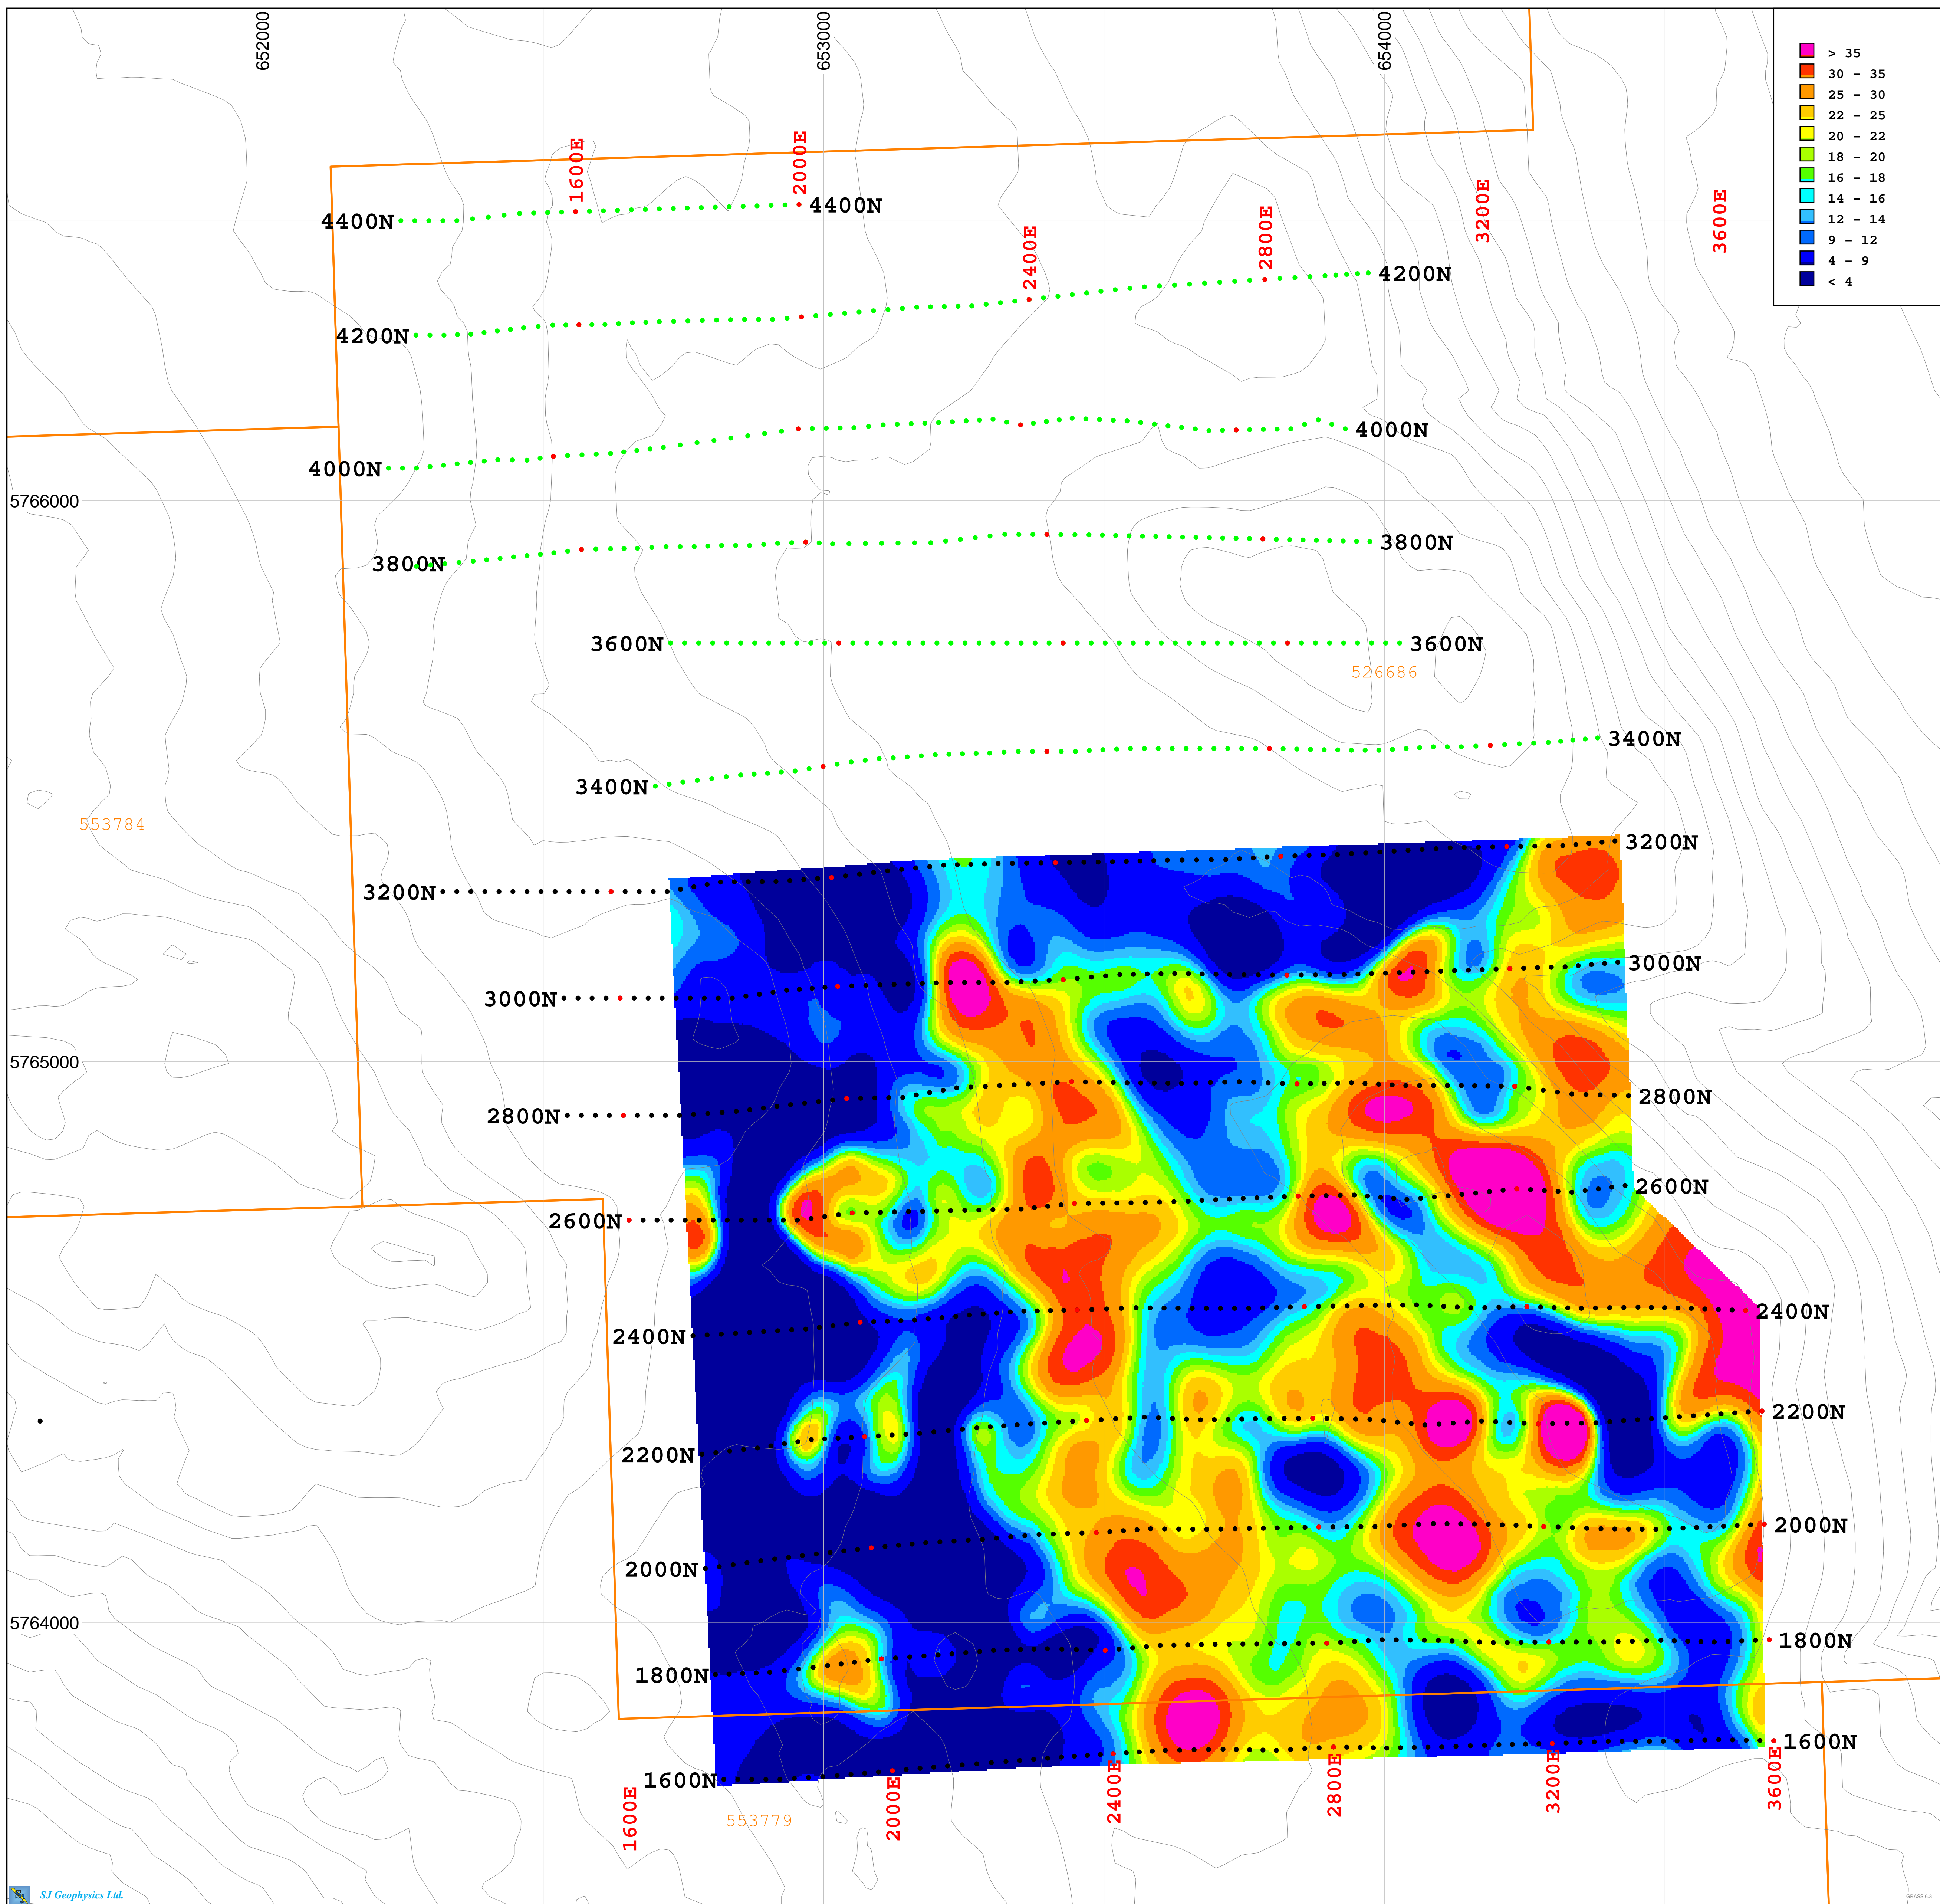 652000
653000
654000
> 35
30 - 35
25 - 30
22 - 25
20 - 22
18 - 20
16 - 18
14 - 16
12 - 14
9 - 12
4 - 9
< 4
1600E
2000E
2400E
2800E
3200E
3600E
4400N 4400N
4200N 4200N
4000N 4000N
5766000
3800N 3800N
3600N 3600N
526686
3400N 3400N
553784
3200N 3200N
3000N 3000N
5765000
2800N 2800N
2600N 2600N
2400N 2400N
2200N 2200N
2000N 2000N
5764000
1800N 1800N
1600N 1600N
1600E
2000E
2400E
2800E
3200E
3600E
553779
SJ Geophysics Ltd.
GRASS 6.3